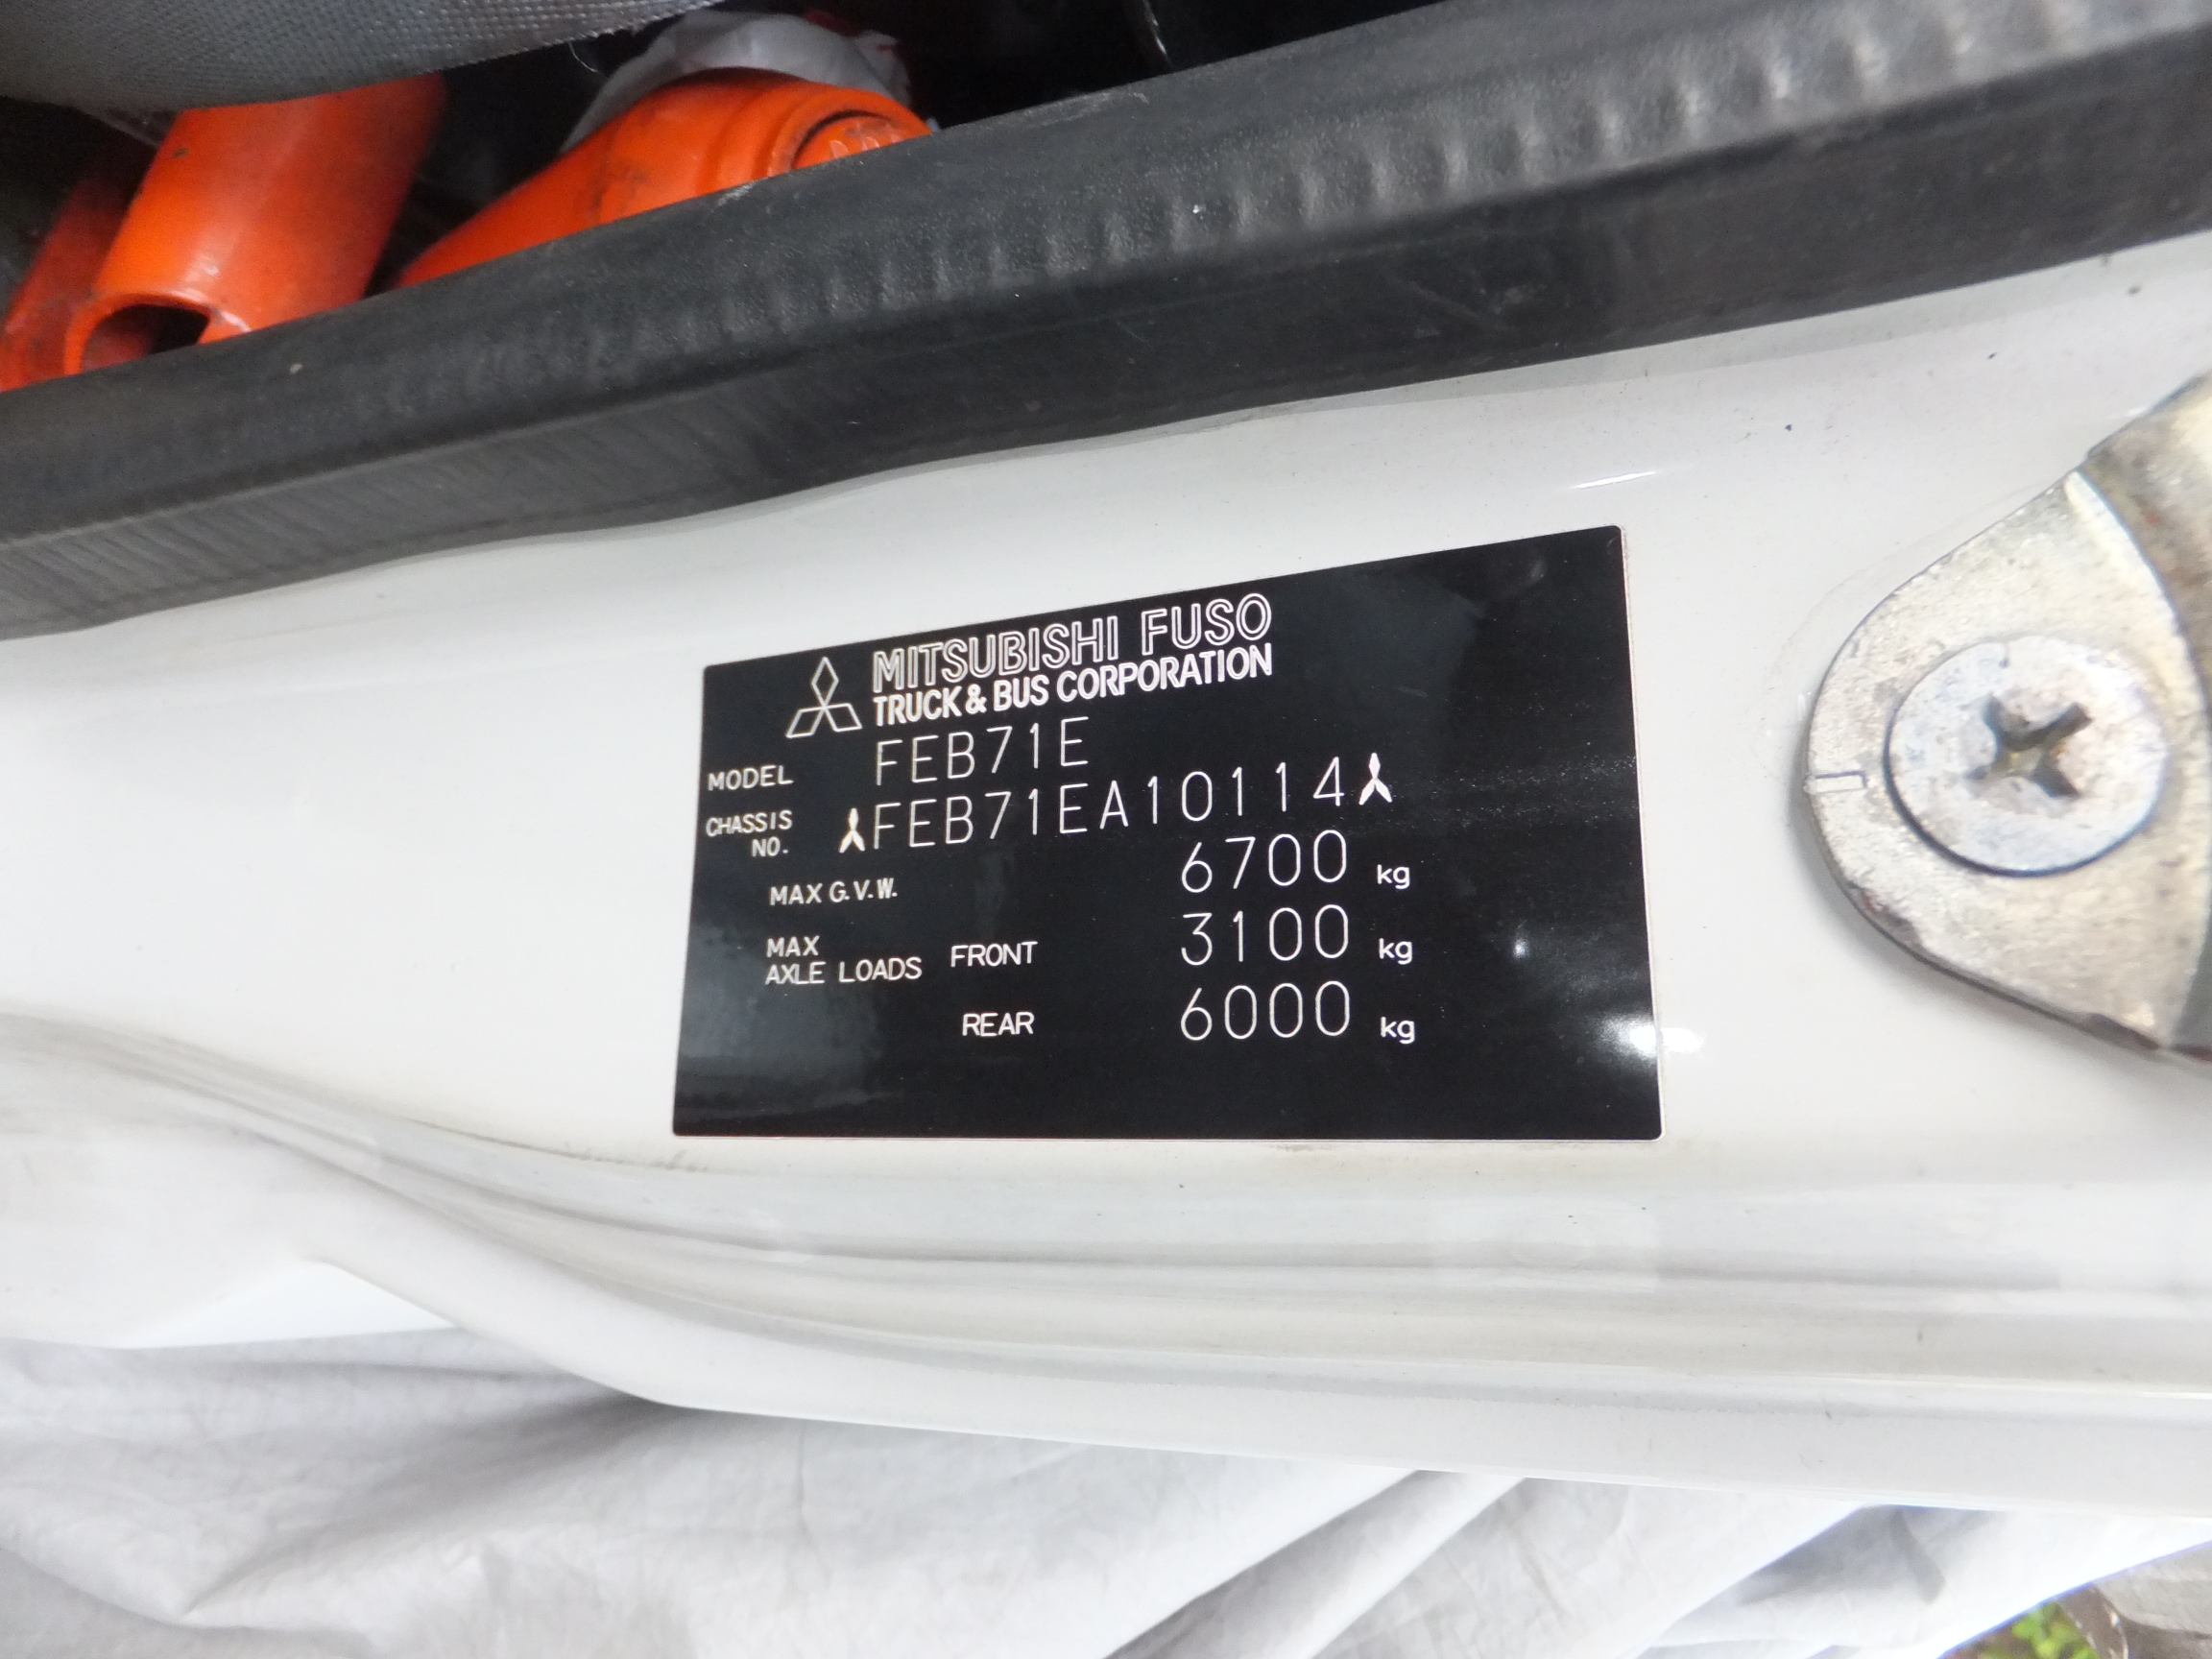 MITSUBISHI FUSO
TRUCK & BUS CORPORATION
MODEL FEB71E
CHASSIS NO. FEB71EA10114
MAX G.V.W. 6700 kg
MAX AXLE LOADS FRONT 3100 kg
REAR 6000 kg